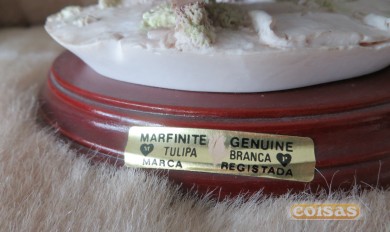 MARFINITE GENUINE
TULIPA BRANCA
MARCA REGISTADA
coisas